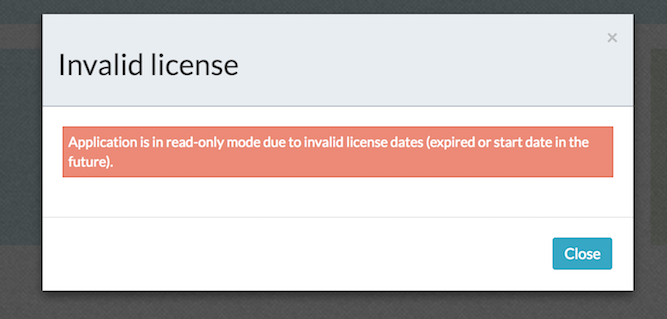 ×
Invalid license
Application is in read-only mode due to invalid license dates (expired or start date in the
future).
Close